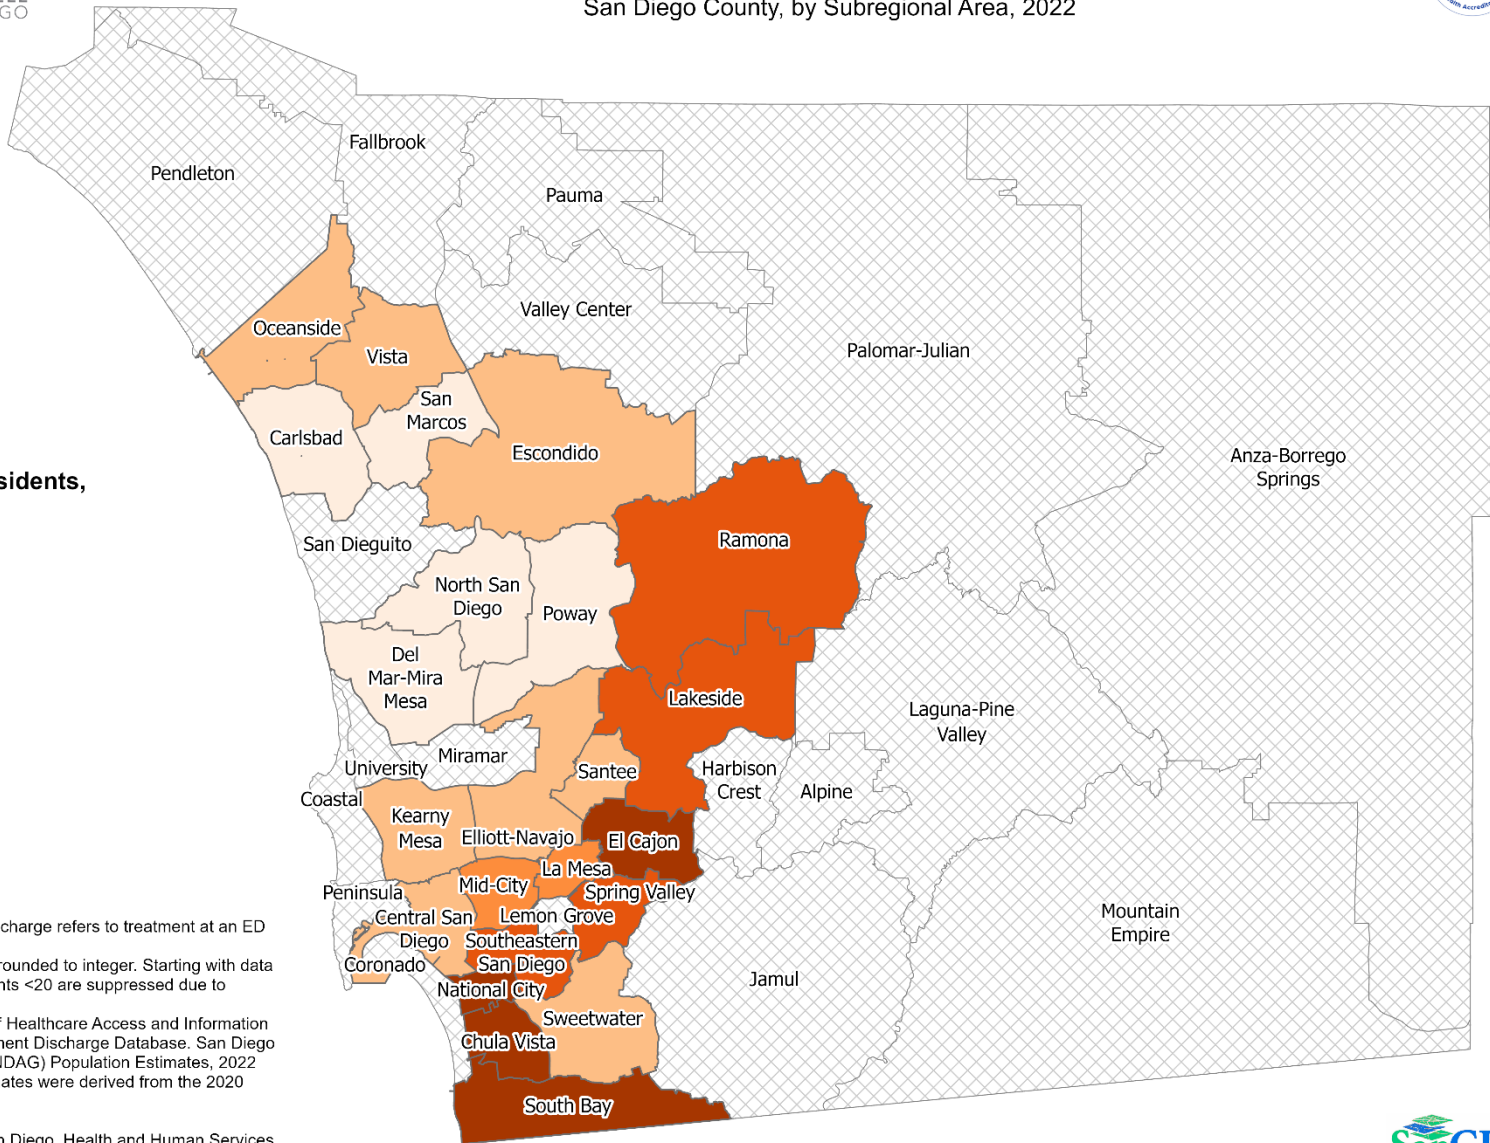 GO
San Diego County, by Subregional Area, 2022
Fallbrook
Pendleton
Pauma
Valley Center
Oceanside
Vista
Palomar-Julian
San
Marcos
Carlsbad
Escondido
Anza-Borrego
Springs
sidents,
San Dieguito
Ramona
North San
Diego
Poway
Del
Mar-Mira
Mesa
Lakeside
Laguna-Pine
Valley
Miramar
University
Santee
Harbison
Crest
Alpine
Coastal
Kearny
Mesa
Elliott-Navajo
El Cajon
La Mesa
Mid-City
Spring Valley
Peninsula
Central San
Diego
Lemon Grove
Mountain
Empire
Southeastern
San Diego
Coronado
National City
Jamul
Sweetwater
Chula Vista
South Bay
charge refers to treatment at an ED
rounded to integer. Starting with data
nts <20 are suppressed due to
f Healthcare Access and Information
nent Discharge Database. San Diego
NDAG) Population Estimates, 2022
ates were derived from the 2020
n Diego, Health and Human Services